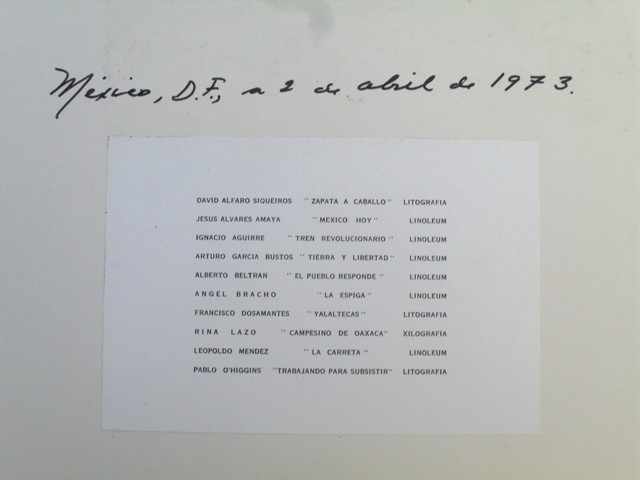 México, D.F., a 2 de abril de 1973.
DAVID ALFARO SIQUEIROS " ZAPATA A CABALLO " LITOGRAFIA
JESUS ALVARES AMAYA " MEXICO HOY " LINOLEUM
IGNACIO AGUIRRE " TREN REVOLUCIONARIO " LINOLEUM
ARTURO GARCIA BUSTOS " TIERRA Y LIBERTAD " LINOLEUM
ALBERTO BELTRAN " EL PUEBLO RESPONDE " LINOLEUM
ANGEL BRACHO " LA ESPIGA " LINOLEUM
FRANCISCO DOSAMANTES " YALALTECAS " LITOGRAFIA
RINA LAZO " CAMPESINO DE OAXACA" XILOGRAFIA
LEOPOLDO MENDEZ " LA CARRETA " LINOLEUM
PABLO O'HIGGINS "TRABAJANDO PARA SUBSISTIR" LITOGRAFIA